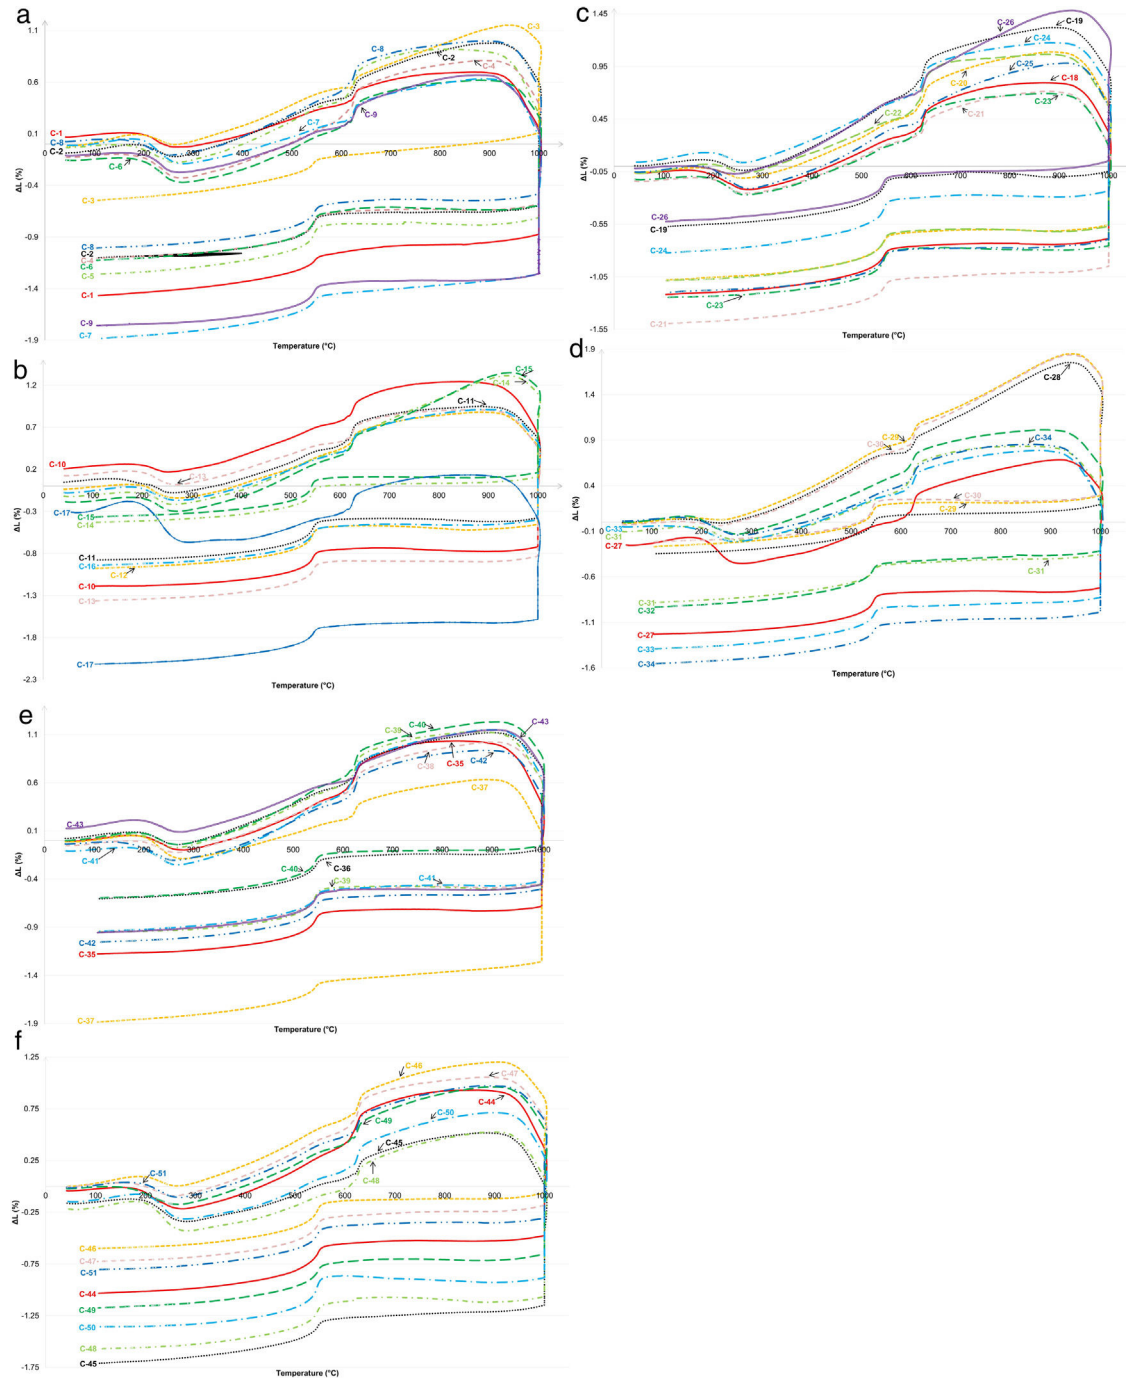 a
ΔL (%)
1.1
0.6
0.1
-0.4
-0.9
-1.4
-1.9
0 100 200 300 400 500 600 700 800 900 1000
C-3
C-8
C-2
C-4
C-1
C-8
C-2
C-6
C-7
C-9
C-3
C-8
C-2
C-4
C-6
C-5
C-1
C-9
C-7
Temperature (°C)
c
ΔL (%)
1.45
0.95
0.45
-0.05
-0.55
-1.05
-1.55
100 200 300 400 500 600 700 800 900 1000
C-26
C-19
C-24
C-25
C-20
C-18
C-22
C-23
C-21
C-26
C-19
C-24
C-23
C-21
Temperature (°C)
b
ΔL (%)
1.2
0.7
0.2
-0.3
-0.8
-1.3
-1.8
-2.3
0 100 200 300 400 500 600 700 800 900 1000
C-15
C-14
C-11
C-10
C-13
C-17
C-15
C-14
C-11
C-16
C-12
C-10
C-13
C-17
Temperature (°C)
d
ΔL (%)
1.9
1.4
0.9
0.4
-0.1
-0.6
-1.1
-1.6
0 100 200 300 400 500 600 700 800 900 1000
C-28
C-29
C-30
C-34
C-30
C-29
C-33
C-31
C-27
C-31
C-31
C-32
C-27
C-33
C-34
Temperature (°C)
e
ΔL (%)
1.1
0.6
0.1
-0.4
-0.9
-1.4
-1.9
0 100 200 300 400 500 600 700 800 900 1000
C-40
C-43
C-39
C-38
C-35
C-42
C-37
C-43
C-41
C-40
C-36
C-39
C-41
C-42
C-35
C-37
Temperature (°C)
f
ΔL (%)
1.25
0.75
0.25
-0.25
-0.75
-1.25
-1.75
0 100 200 300 400 500 600 700 800 900 1000
C-46
C-47
C-44
C-50
C-49
C-45
C-48
C-51
C-46
C-47
C-51
C-44
C-49
C-50
C-48
C-45
Temperature (°C)